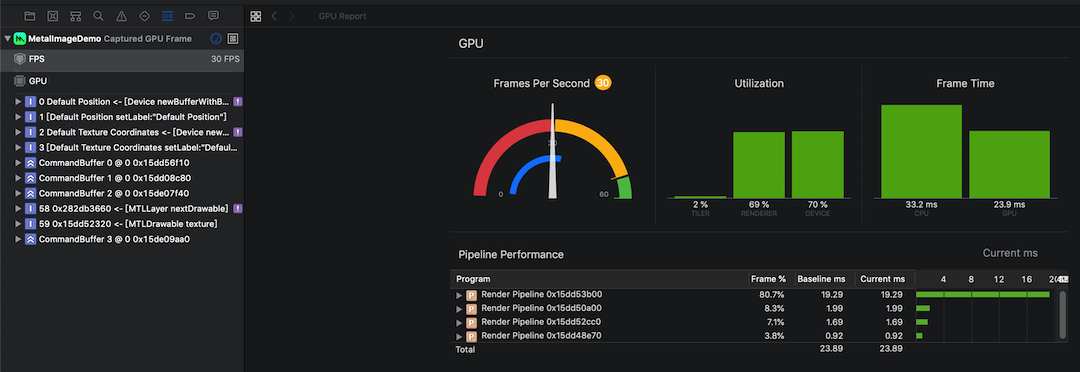 GPU Report
MetalImageDemo Captured GPU Frame
FPS 30 FPS
GPU
0 Default Position <- [Device newBufferWithB...
1 [Default Position setLabel:"Default Position"]
2 Default Texture Coordinates <- [Device new...
3 [Default Texture Coordinates setLabel:"Defaul...
CommandBuffer 0 @ 0 0x15dd56f10
CommandBuffer 1 @ 0 0x15dd08c80
CommandBuffer 2 @ 0 0x15de07f40
58 0x282db3660 <- [MTLLayer nextDrawable]
59 0x15dd52320 <- [MTLDrawable texture]
CommandBuffer 3 @ 0 0x15de09aa0
GPU
Frames Per Second 30
0
60
Utilization
2 %
TILER
69 %
RENDERER
70 %
DEVICE
Frame Time
33.2 ms
CPU
23.9 ms
GPU
Pipeline Performance Current ms
Program Frame % Baseline ms Current ms 4 8 12 16
Render Pipeline 0x15dd53b00 80.7% 19.29 19.29
Render Pipeline 0x15dd50a00 8.3% 1.99 1.99
Render Pipeline 0x15dd52cc0 7.1% 1.69 1.69
Render Pipeline 0x15dd48e70 3.8% 0.92 0.92
Total 23.89 23.89